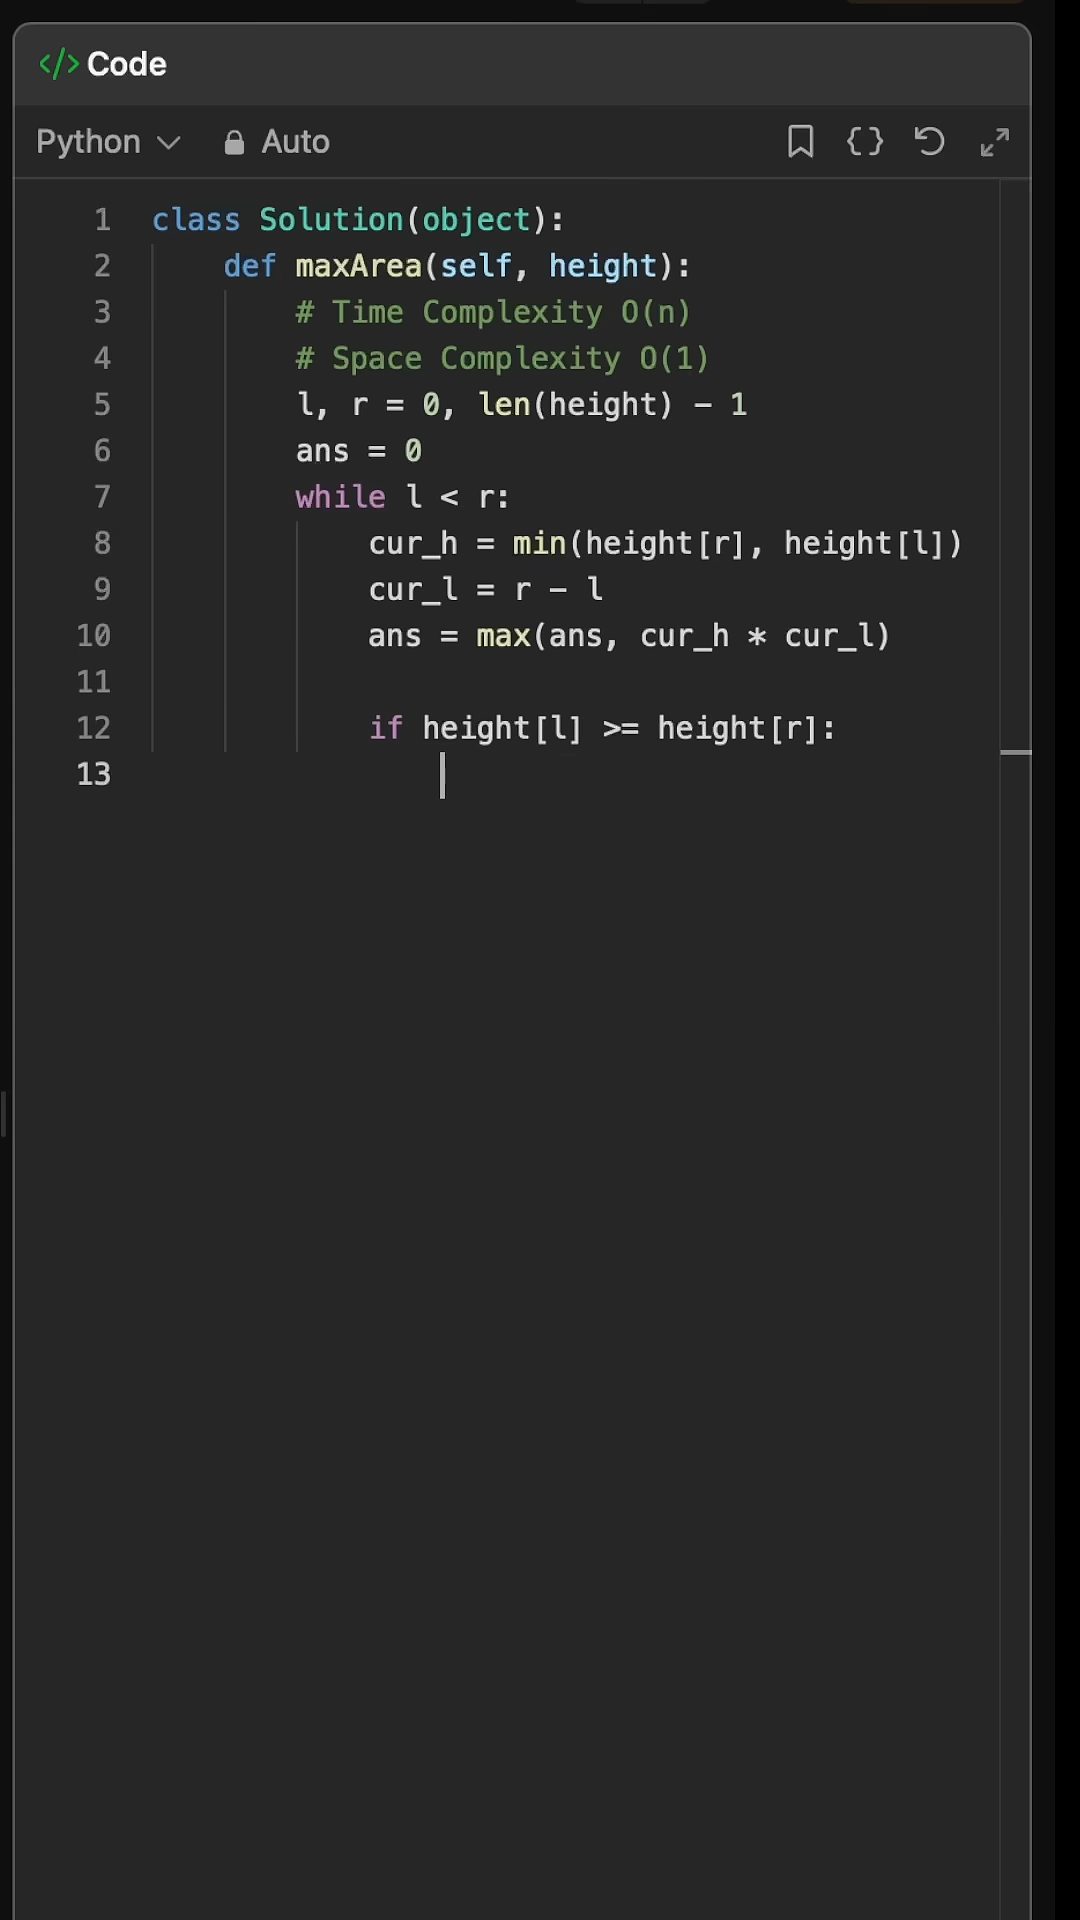 </> Code
Python Auto
1 class Solution(object):
2     def maxArea(self, height):
3         # Time Complexity O(n)
4         # Space Complexity O(1)
5         l, r = 0, len(height) - 1
6         ans = 0
7         while l < r:
8             cur_h = min(height[r], height[l])
9             cur_l = r - l
10             ans = max(ans, cur_h * cur_l)
11
12             if height[l] >= height[r]:
13